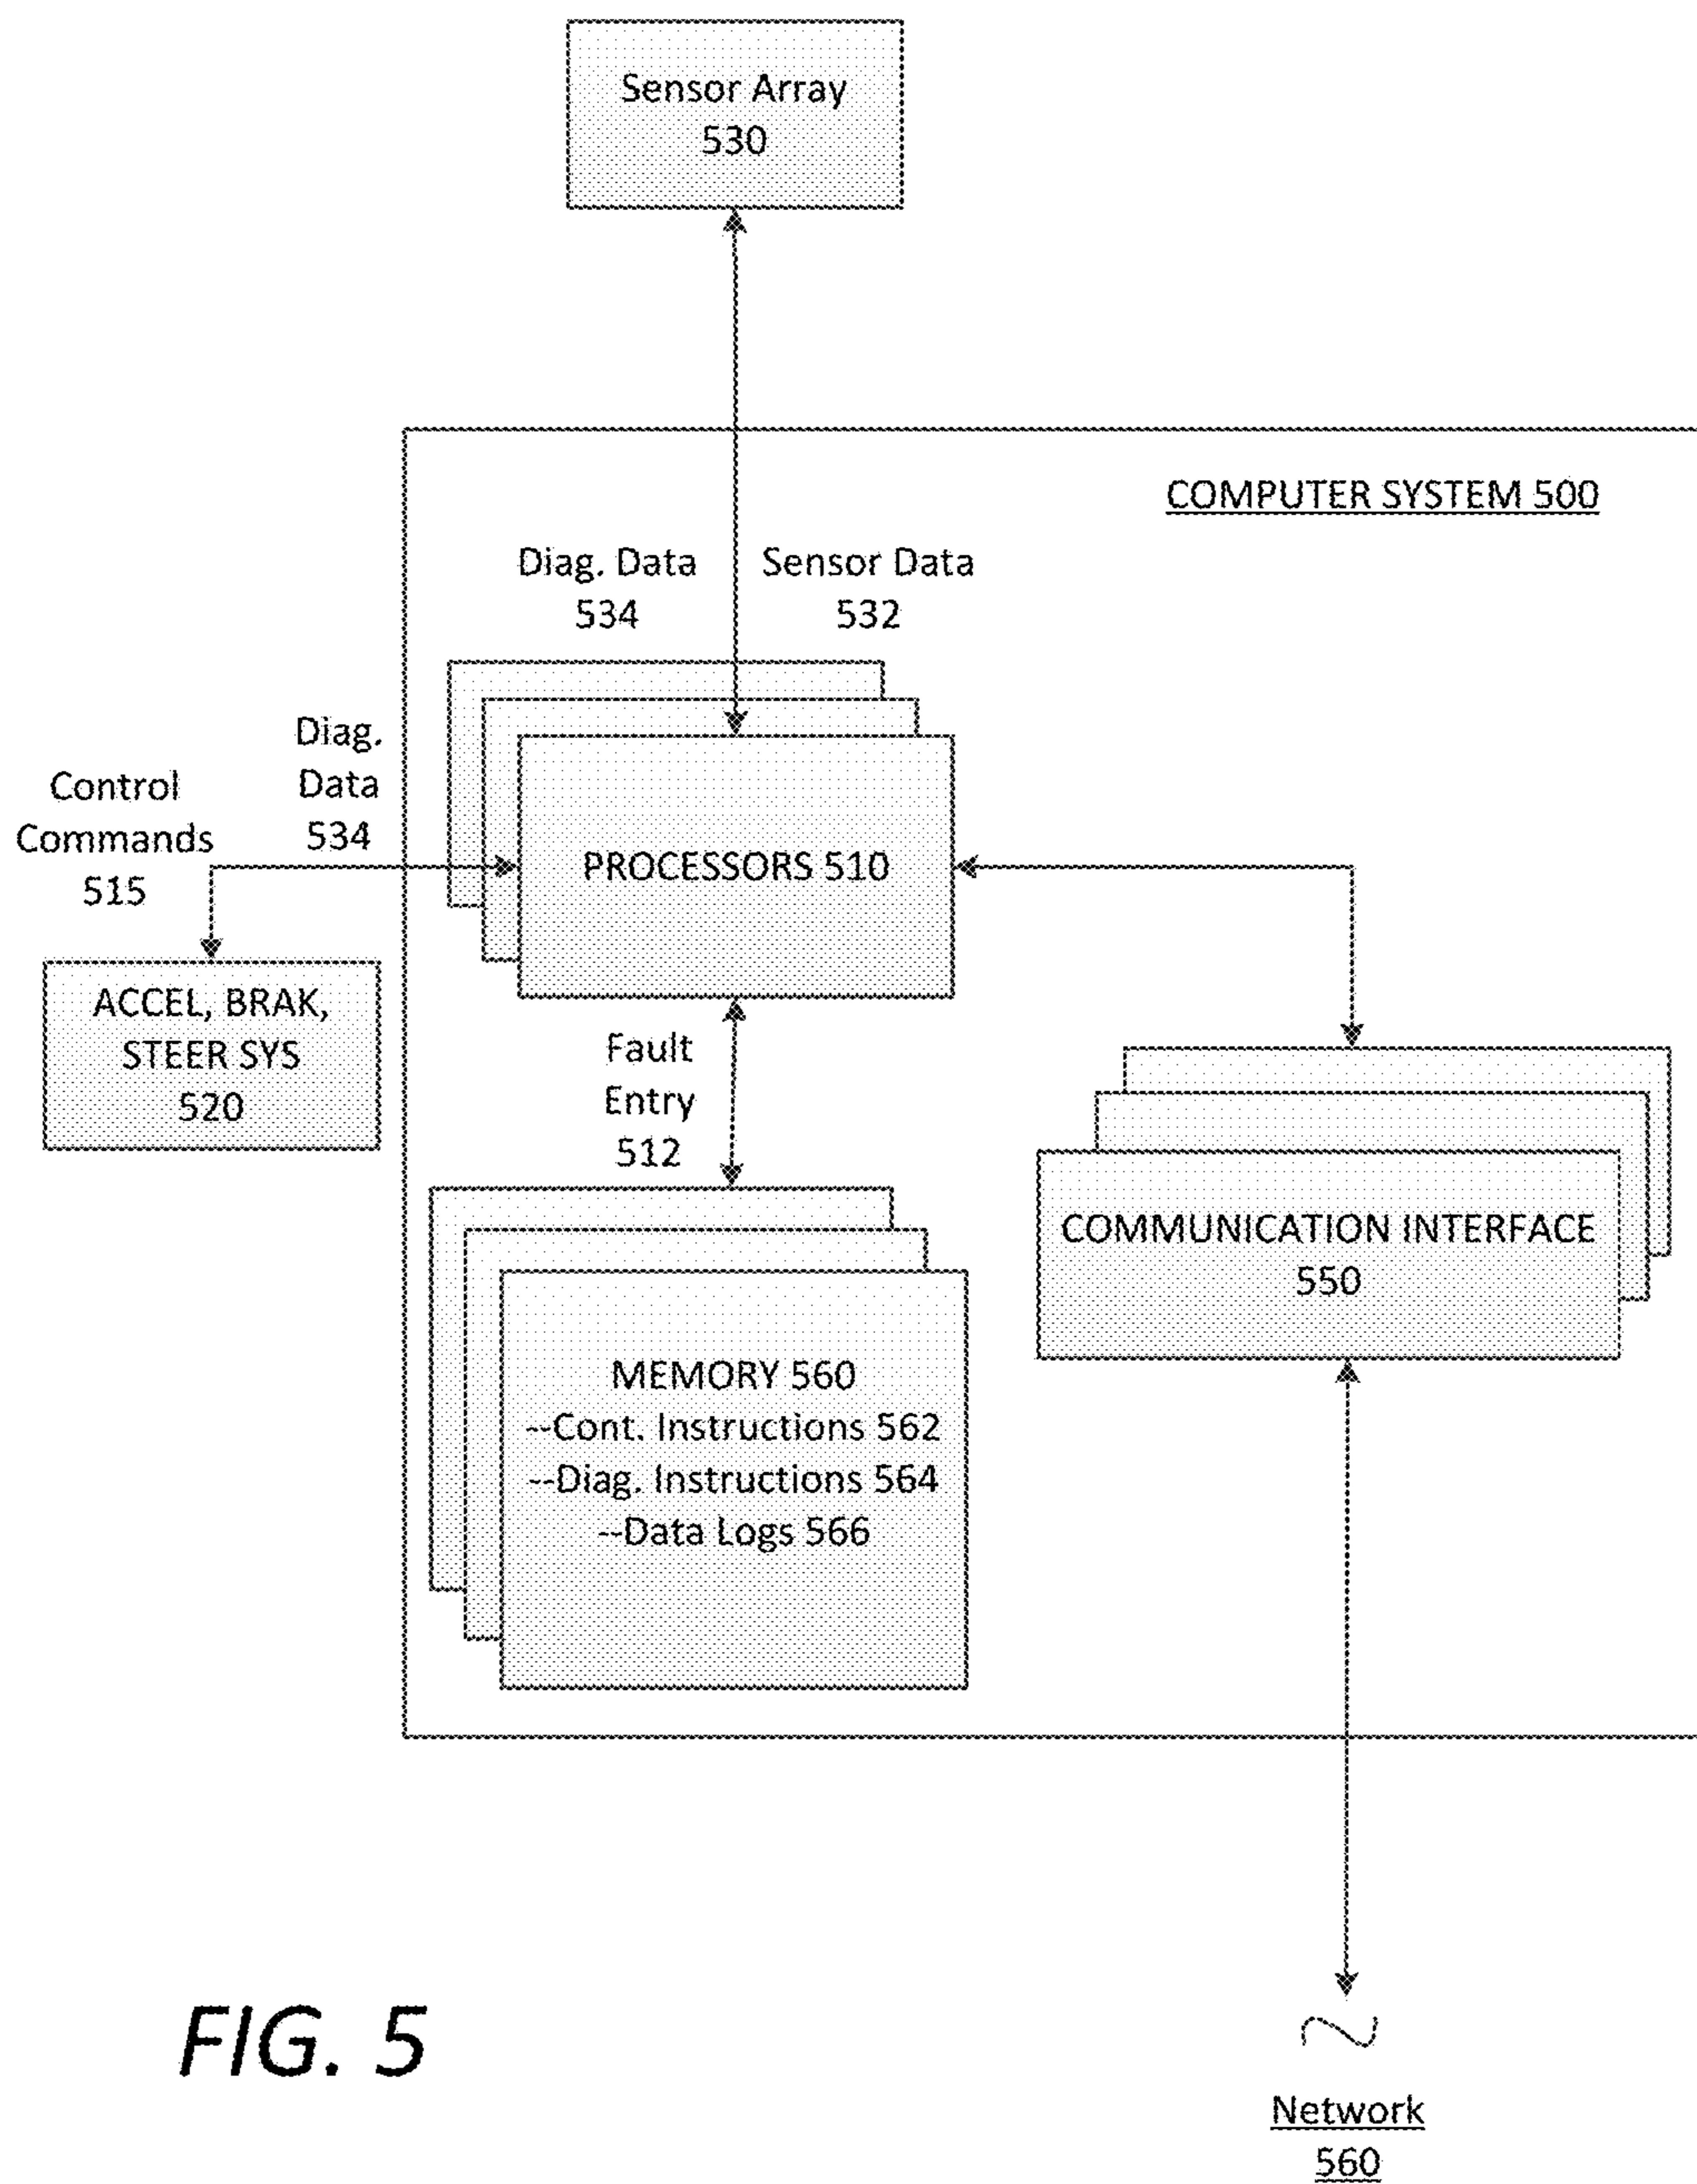 Sensor Array
530
COMPUTER SYSTEM 500
Diag. Data
534
Sensor Data
532
Diag.
Data
534
Control
Commands
515
PROCESSORS 510
ACCEL, BRAK,
STEER SYS
520
Fault
Entry
512
COMMUNICATION INTERFACE
550
MEMORY 560
--Cont. Instructions 562
--Diag. Instructions 564
--Data Logs 566
FIG. 5
Network
560